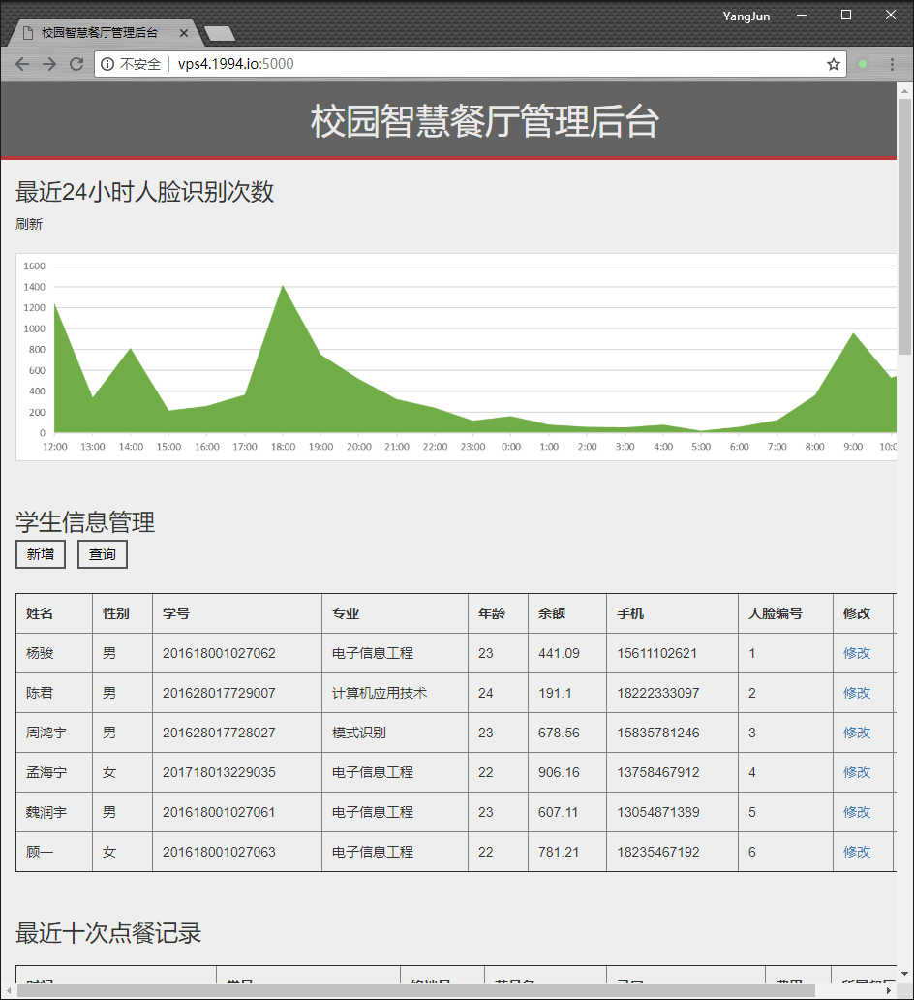 YangJun
校园智慧餐厅管理后台
不安全 vps4.1994.io:5000
校园智慧餐厅管理后台
最近24小时人脸识别次数
刷新
1600
1400
1200
1000
800
600
400
200
0
12:00 13:00 14:00 15:00 16:00 17:00 18:00 19:00 20:00 21:00 22:00 23:00 0:00 1:00 2:00 3:00 4:00 5:00 6:00 7:00 8:00 9:00
学生信息管理
新增 查询
姓名 性别 学号 专业 年龄 余额 手机 人脸编号 修改
杨骏 男 201618001027062 电子信息工程 23 441.09 15611102621 1 修改
陈君 男 201628017729007 计算机应用技术 24 191.1 18222333097 2 修改
周鸿宇 男 201628017728027 模式识别 23 678.56 15835781246 3 修改
孟海宁 女 201718013229035 电子信息工程 22 906.16 13758467912 4 修改
魏润宇 男 201618001027061 电子信息工程 23 607.11 13054871389 5 修改
顾一 女 201618001027063 电子信息工程 22 781.21 18235467192 6 修改
最近十次点餐记录